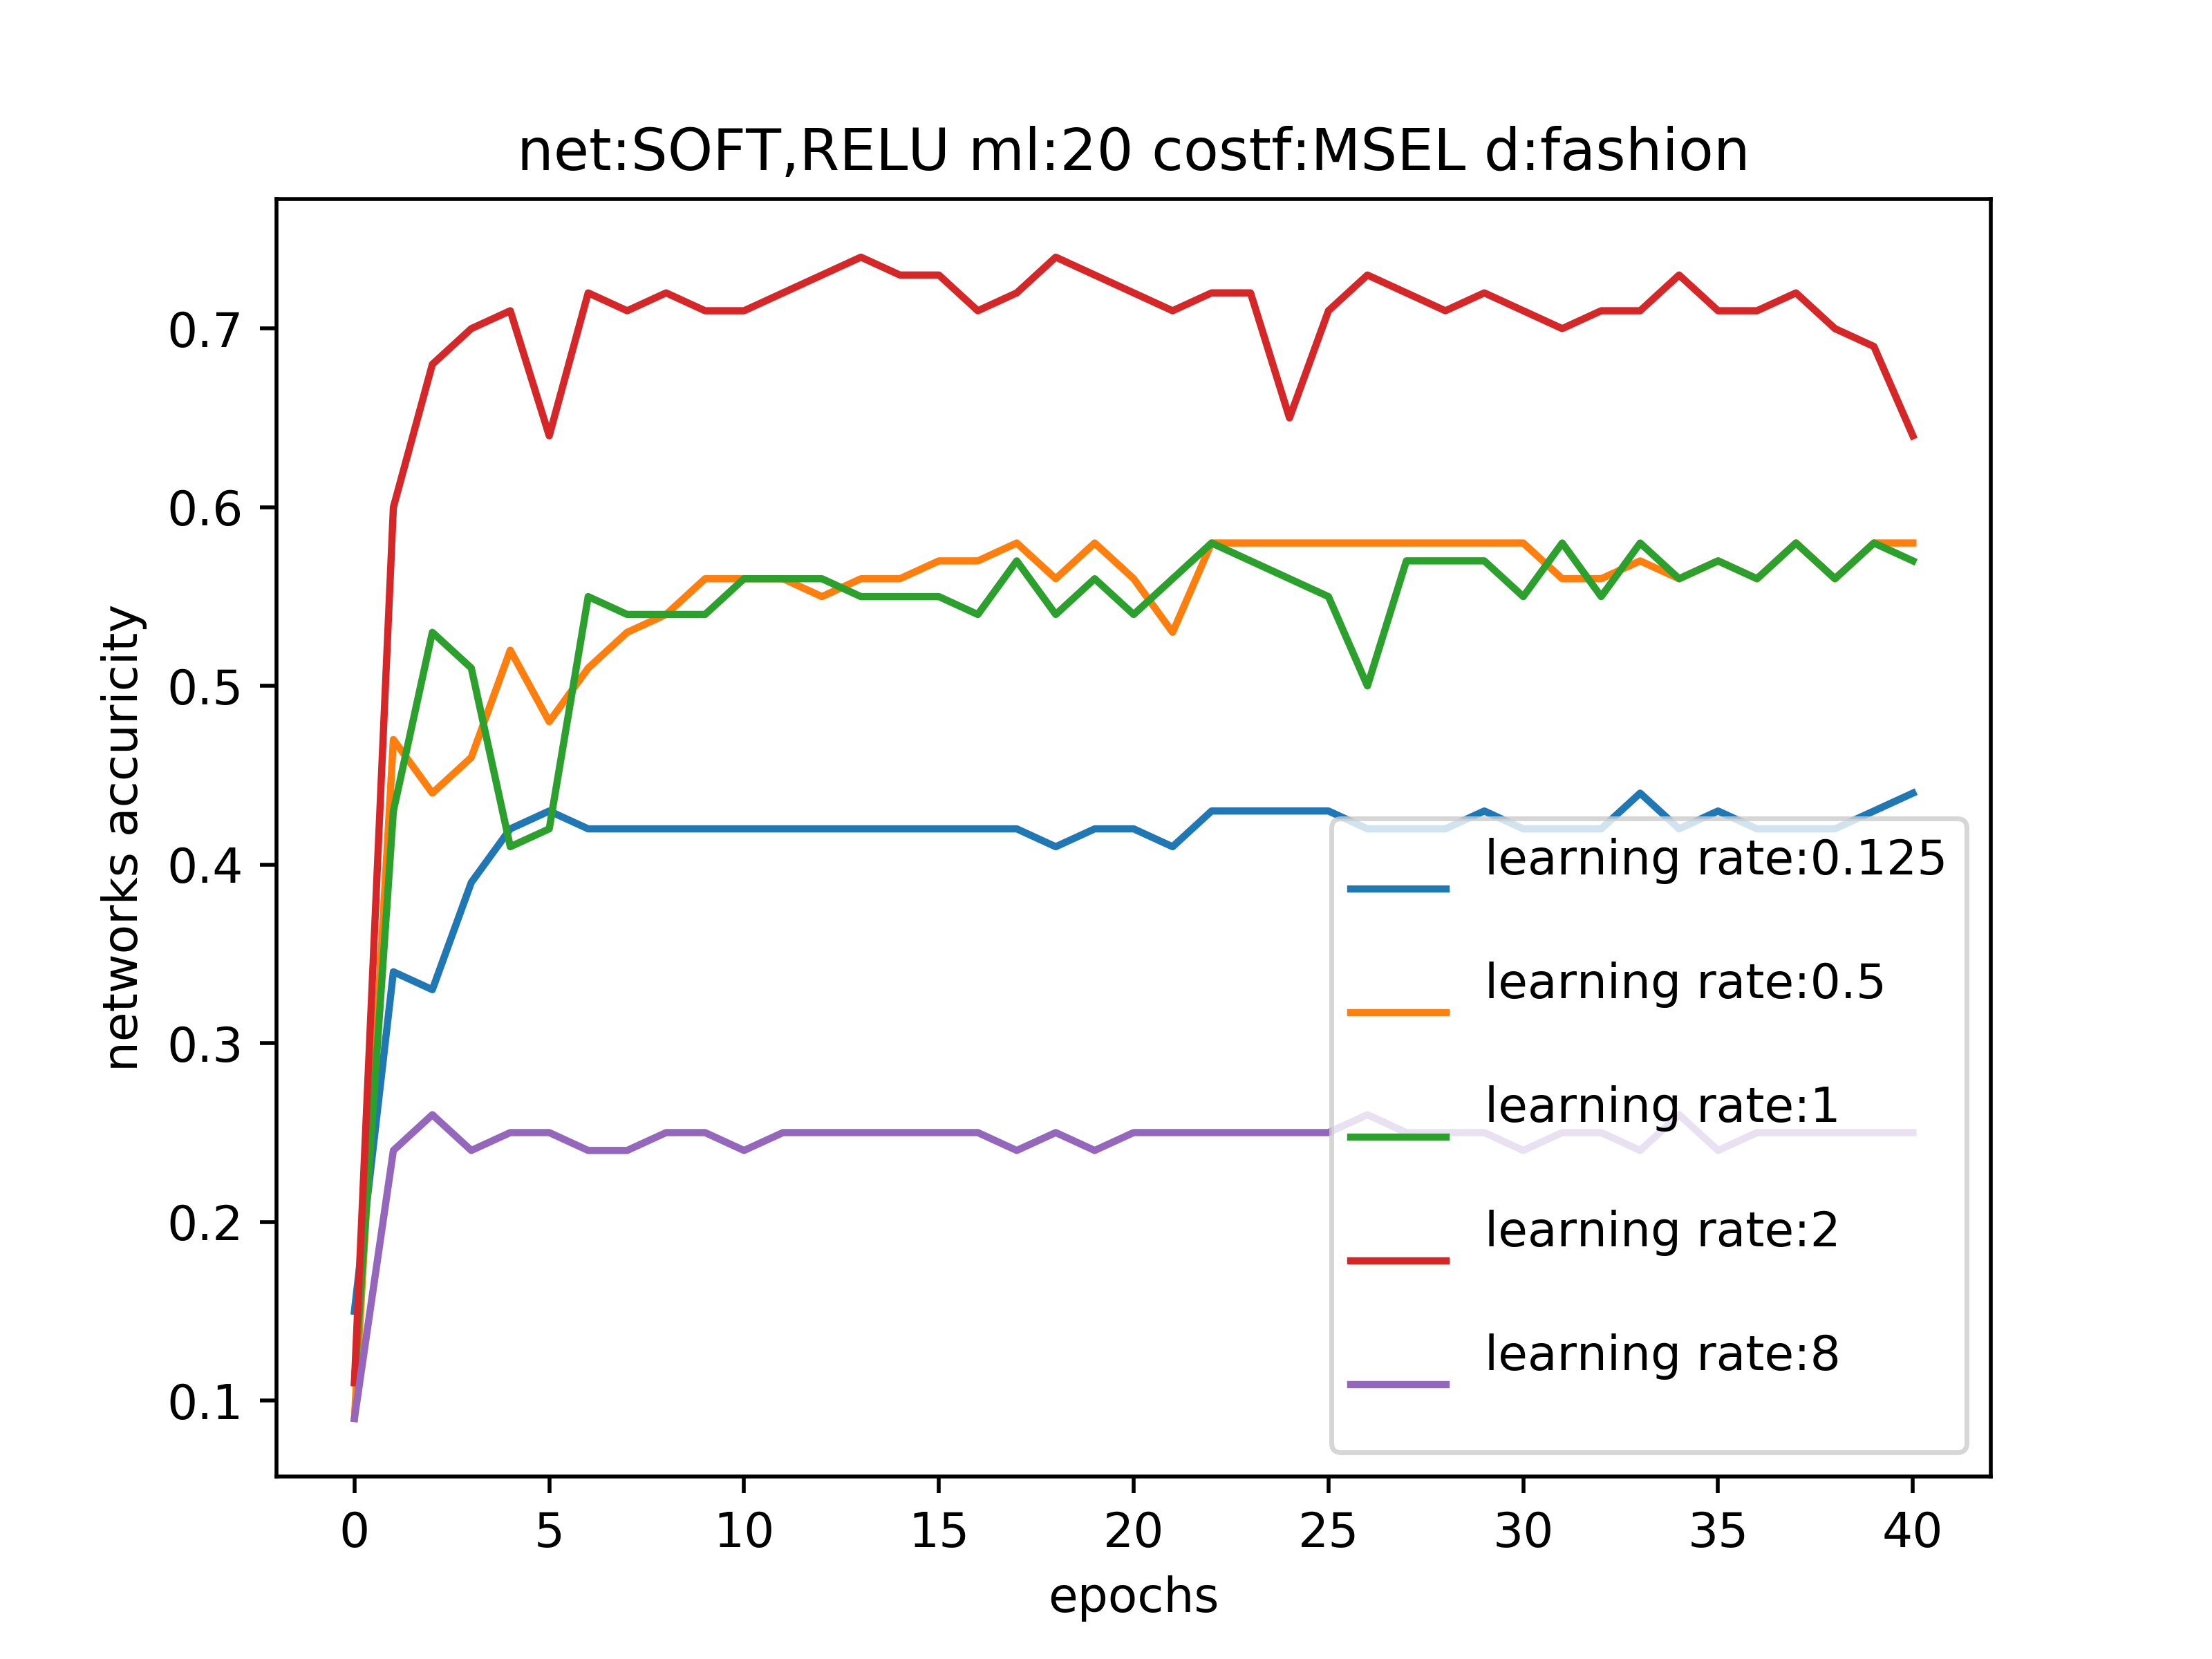 net:SOFT,RELU ml:20 costf:MSEL d:fashion
networks accuricity
0.7
0.6
0.5
0.4
0.3
0.2
0.1
learning rate:0.125
learning rate:0.5
learning rate:1
learning rate:2
learning rate:8
0 5 10 15 20 25 30 35 40
epochs